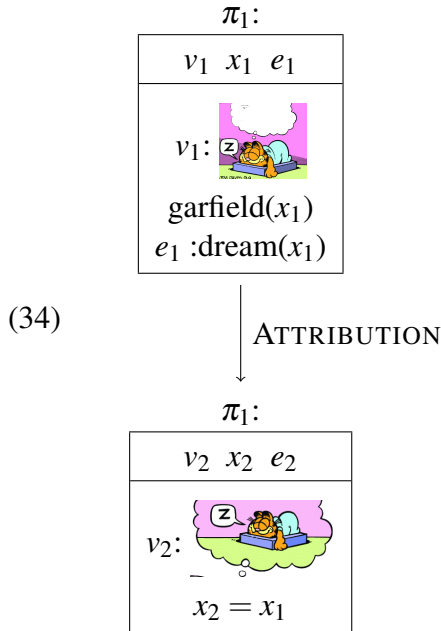 π₁:
v₁ x₁ e₁
v₁:
Z
garfield(x₁)
e₁ :dream(x₁)
(34)
ATTRIBUTION
π₁:
v₂ x₂ e₂
Z
v₂:
x₂ = x₁